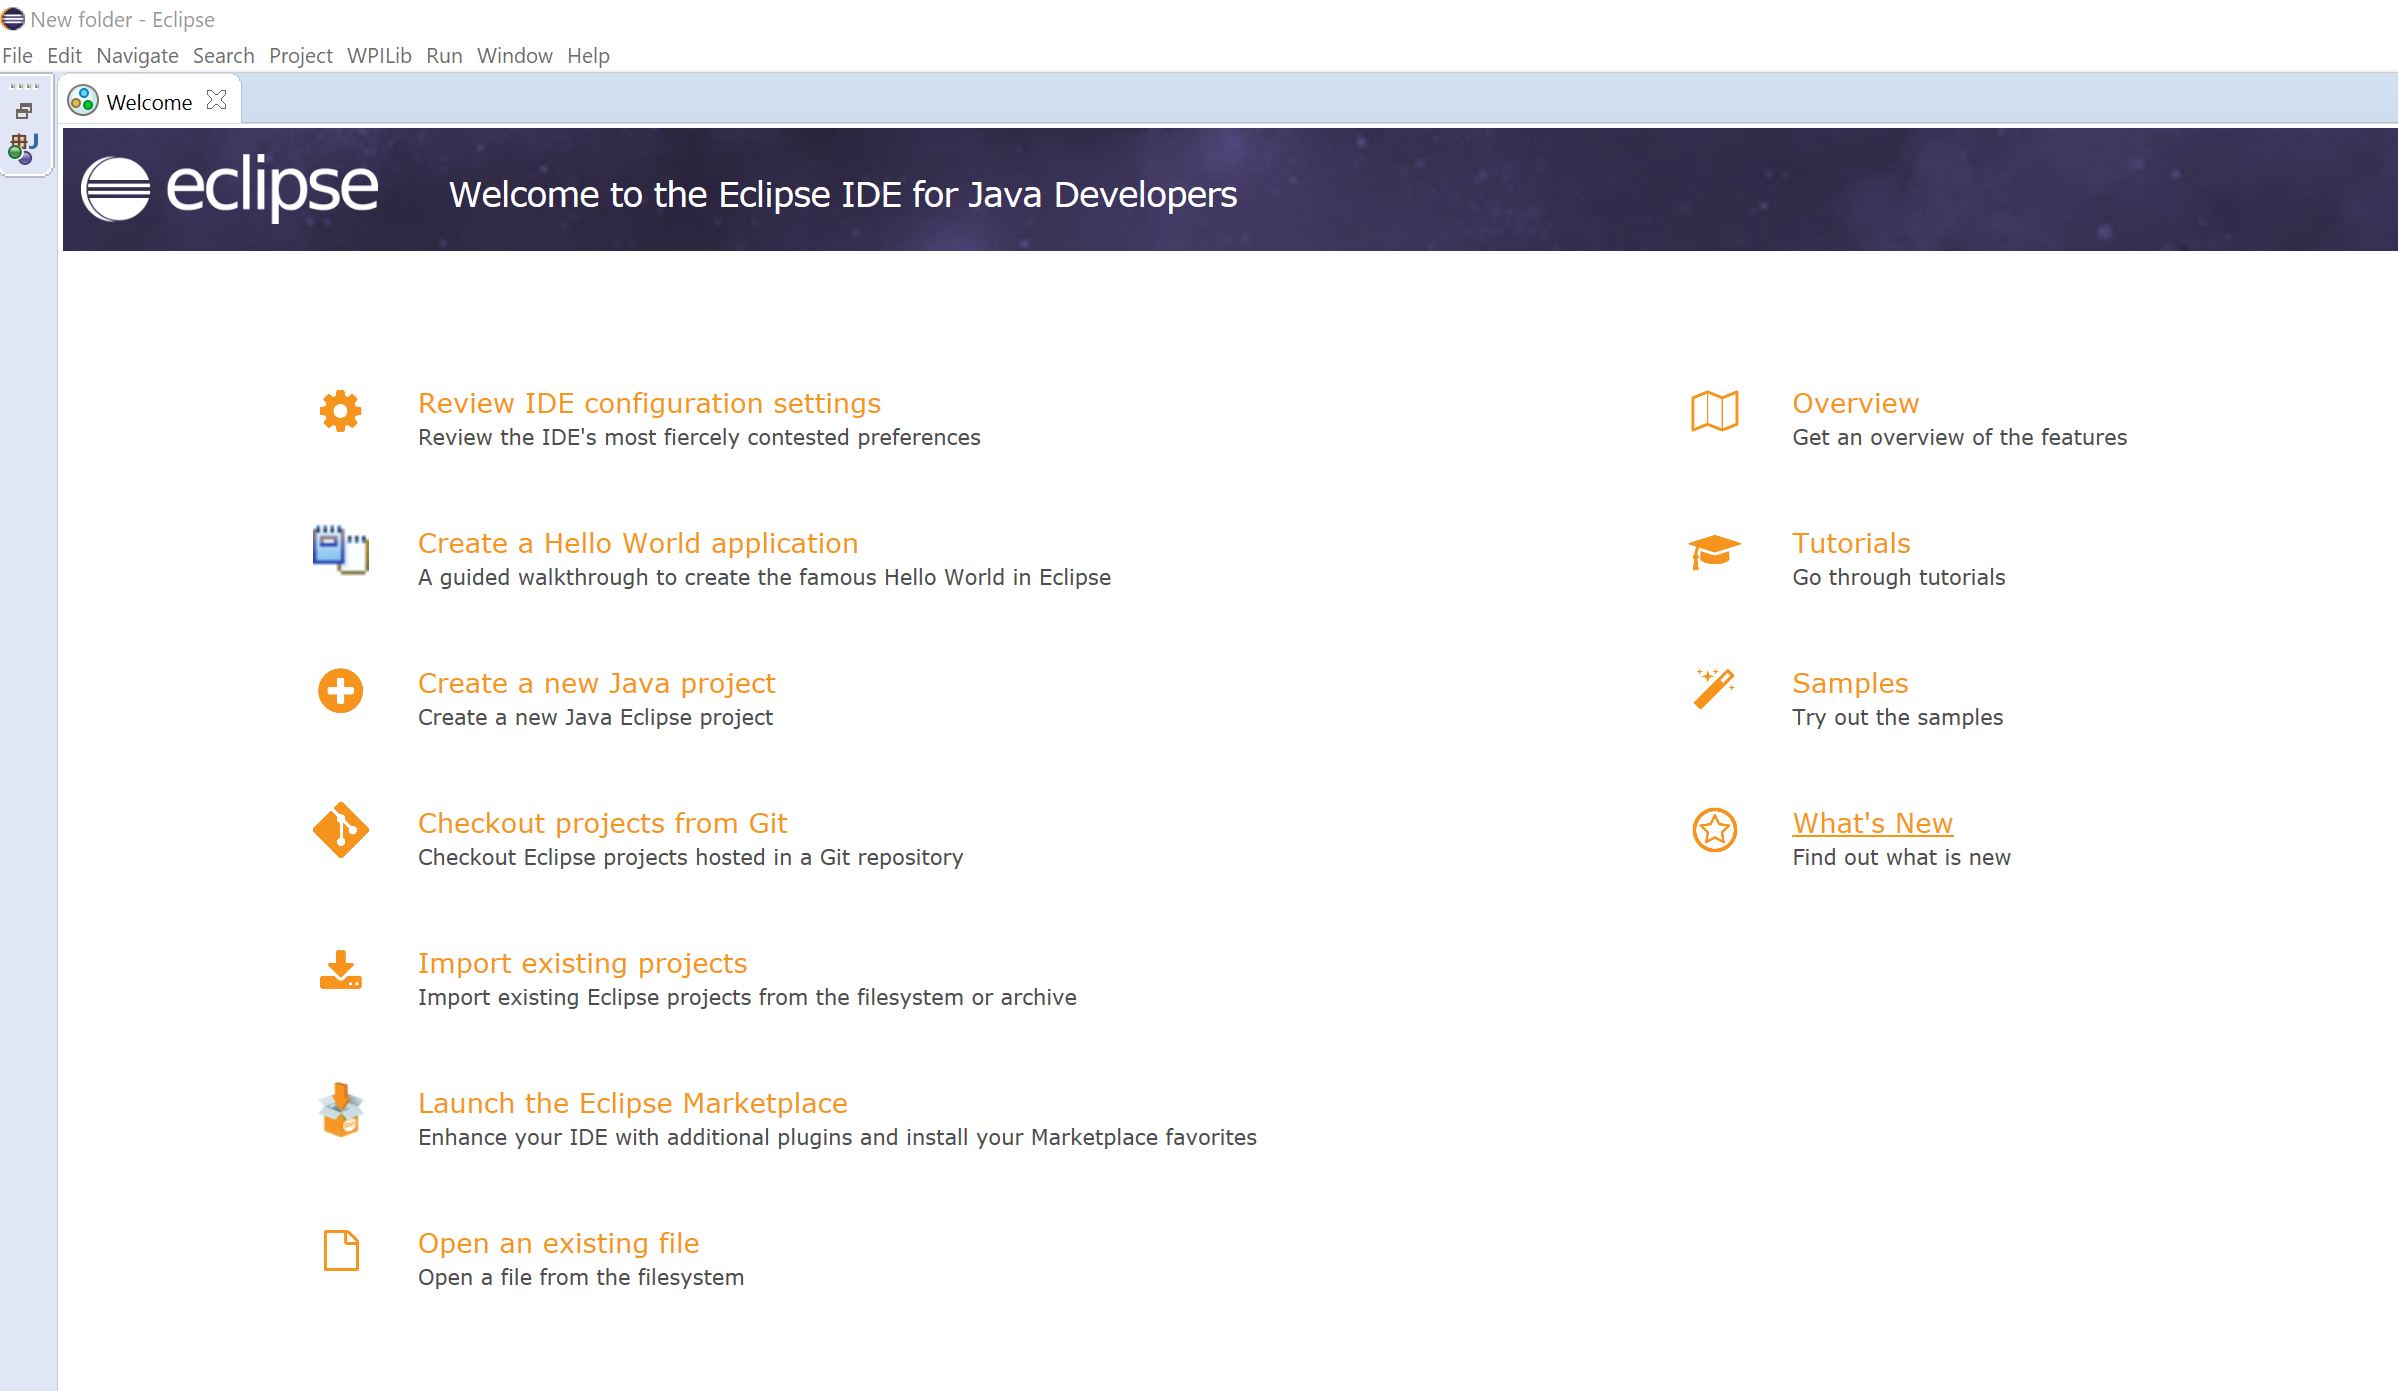 New folder - Eclipse
File Edit Navigate Search Project WPILib Run Window Help
Welcome
eclipse Welcome to the Eclipse IDE for Java Developers
Review IDE configuration settings
Review the IDE's most fiercely contested preferences
Create a Hello World application
A guided walkthrough to create the famous Hello World in Eclipse
Create a new Java project
Create a new Java Eclipse project
Checkout projects from Git
Checkout Eclipse projects hosted in a Git repository
Import existing projects
Import existing Eclipse projects from the filesystem or archive
Launch the Eclipse Marketplace
Enhance your IDE with additional plugins and install your Marketplace favorites
Open an existing file
Open a file from the filesystem
Overview
Get an overview of the features
Tutorials
Go through tutorials
Samples
Try out the samples
What's New
Find out what is new